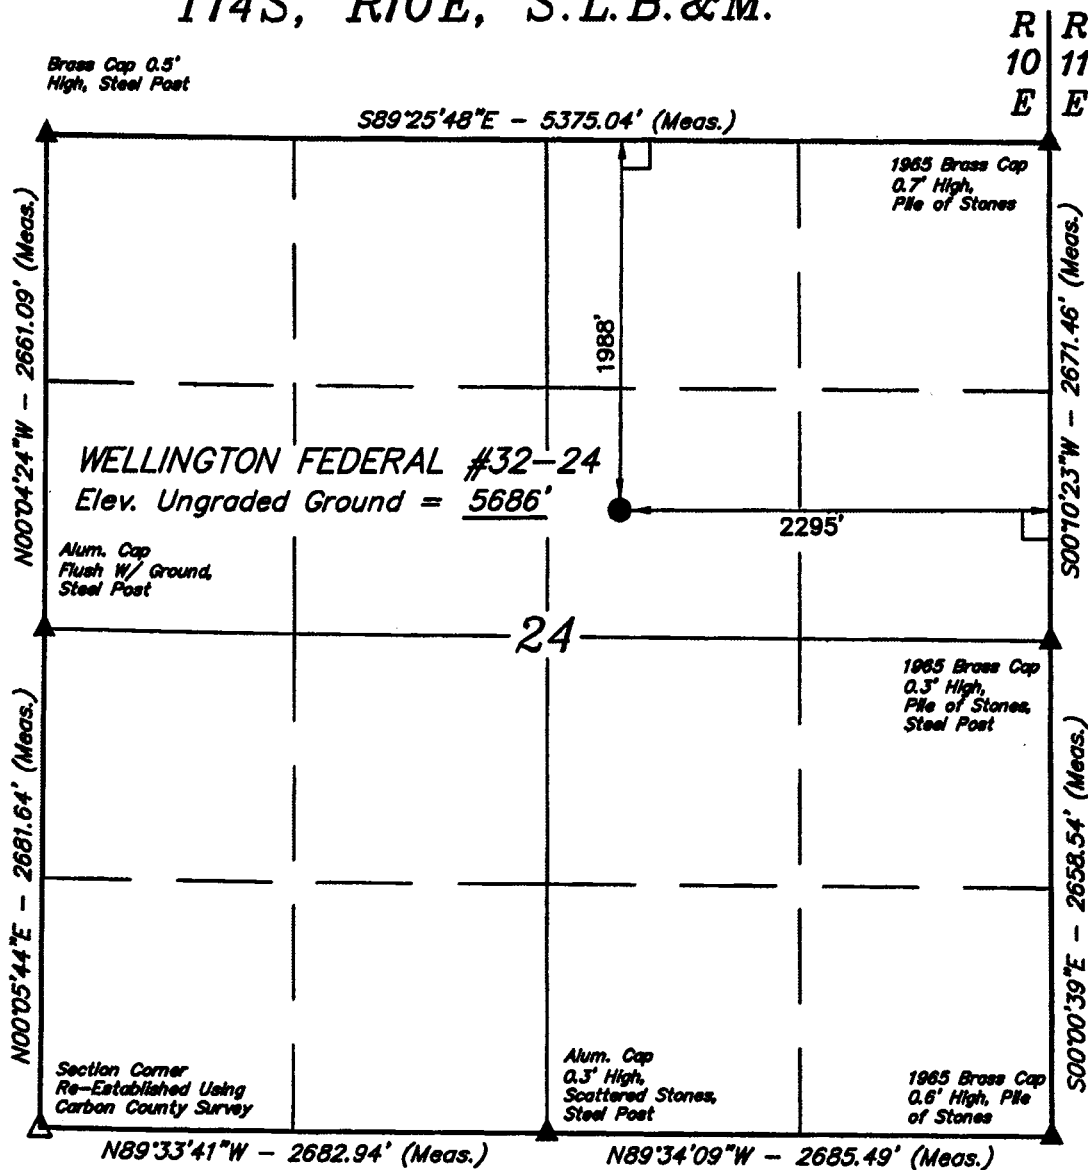 T14S, R10E, S.L.B.&M.
R R
10 11
E E
Brass Cap 0.5'
High, Steel Post
S89°25'48"E - 5375.04' (Meas.)
1965 Brass Cap
0.7' High,
Pile of Stones
N00°04'24"W - 2661.09' (Meas.)
1988'
S00°10'23"W - 2671.46' (Meas.)
WELLINGTON FEDERAL #32-24
Elev. Ungraded Ground = 5686'
2295'
Alum. Cap
Flush W/ Ground,
Steel Post
24
1965 Brass Cap
0.3' High,
Pile of Stones,
Steel Post
N00°05'44"E - 2681.64' (Meas.)
S00°00'39"E - 2658.54' (Meas.)
Section Corner
Re-Established Using
Carbon County Survey
Alum. Cap
0.3' High,
Scattered Stones,
Steel Post
1965 Brass Cap
0.6' High, Pile
of Stones
N89°33'41"W - 2682.94' (Meas.)
N89°34'09"W - 2685.49' (Meas.)